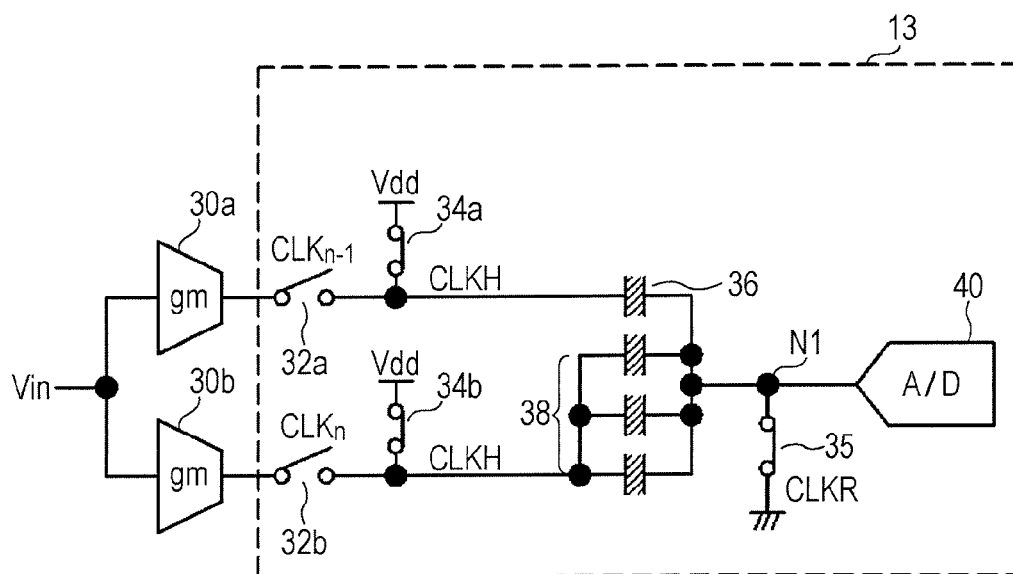 13
Vdd
34a
30a
CLKn-1
CLKH
gm
32a
36
40
N1
A/D
Vin
30b
Vdd
34b
38
CLKn
CLKH
gm
35
32b
CLKR